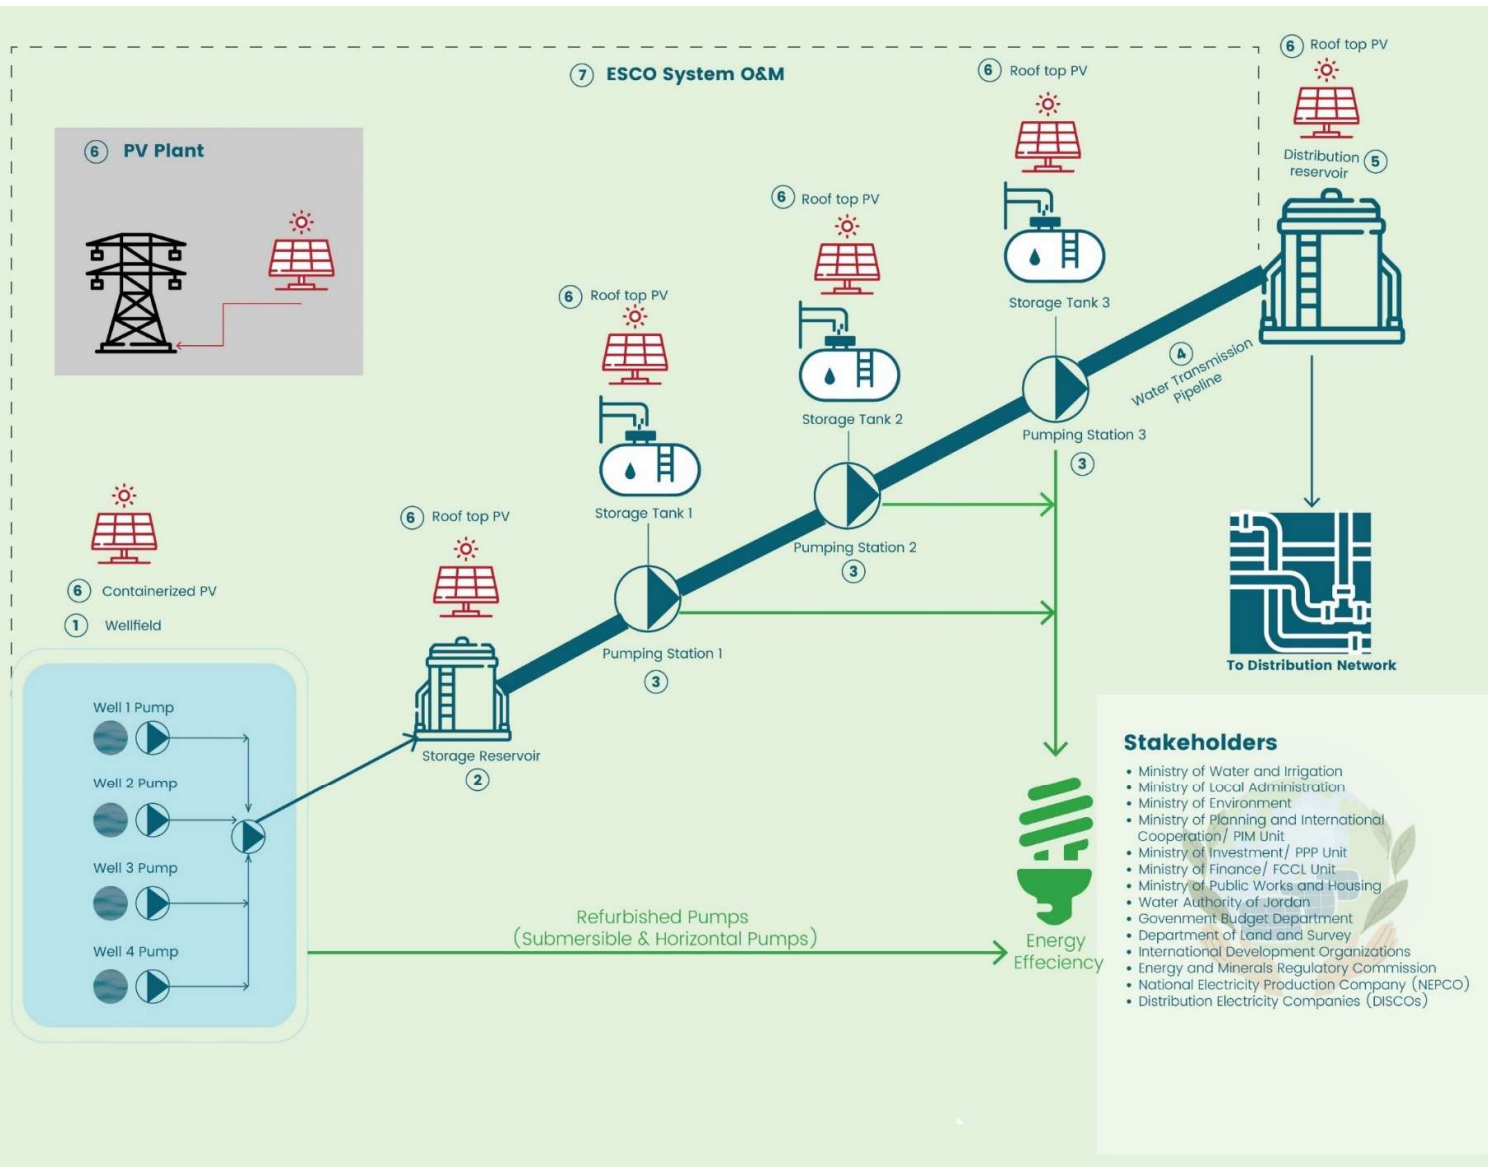 7 ESCO System O&M
6 Roof top PV
6 Roof top PV
Distribution
reservoir 5
6 PV Plant
6 Roof top PV
Storage Tank 3
6 Roof top PV
Storage Tank 2
4
Water Transmission
Pipeline
Pumping Station 3
3
Storage Tank 1
6 Roof top PV
Pumping Station 2
3
6 Containerized PV
1 Wellfield
Pumping Station 1
3
To Distribution Network
Well 1 Pump
Well 2 Pump
Well 3 Pump
Well 4 Pump
Storage Reservoir
2
Refurbished Pumps
(Submersible & Horizontal Pumps)
Energy
Effeciency
Stakeholders
• Ministry of Water and Irrigation
• Ministry of Local Administration
• Ministry of Environment
• Ministry of Planning and International
Cooperation/ PIM Unit
• Ministry of Investment/ PPP Unit
• Ministry of Finance/ FCCL Unit
• Ministry of Public Works and Housing
• Water Authority of Jordan
• Govenment Budget Department
• Department of Land and Survey
• International Development Organizations
• Energy and Minerals Regulatory Commission
• National Electricity Production Company (NEPCO)
• Distribution Electricity Companies (DISCOs)
6 Roof top PV